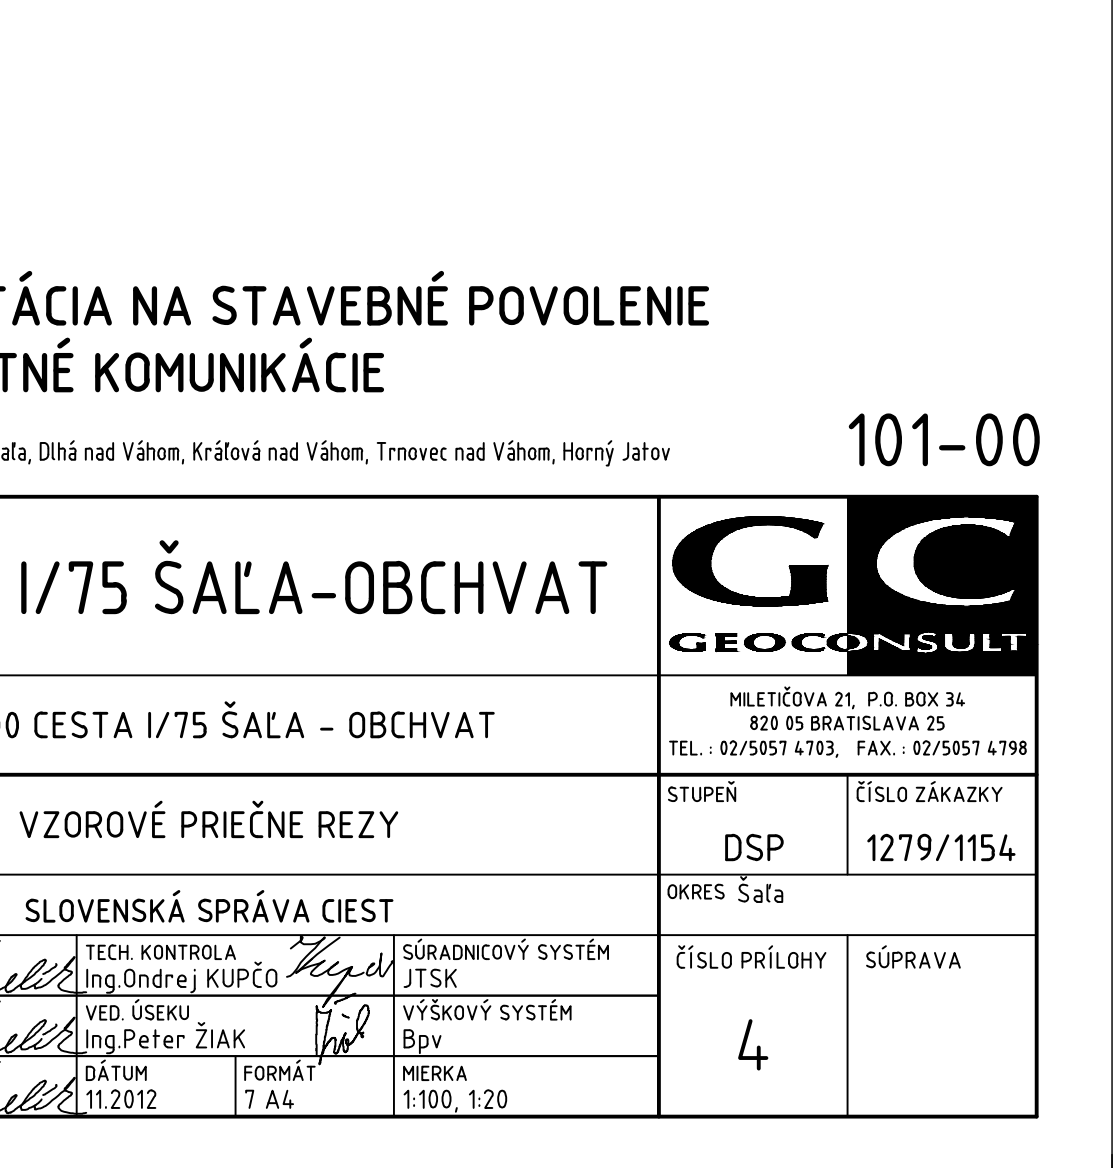 TÁCIA NA STAVEBNÉ POVOLENIE
TNÉ KOMUNIKÁCIE
101-00
aľa, Dlhá nad Váhom, Kráľová nad Váhom, Trnovec nad Váhom, Horný Jatov
I/75 ŠAĽA-OBCHVAT
GC
GEOCONSULT
0 CESTA I/75 ŠAĽA - OBCHVAT
MILETIČOVA 21, P.O. BOX 34
820 05 BRATISLAVA 25
TEL. : 02/5057 4703, FAX. : 02/5057 4798
VZOROVÉ PRIEČNE REZY
STUPEŇ
DSP
ČÍSLO ZÁKAZKY
1279/1154
SLOVENSKÁ SPRÁVA CIEST
OKRES Šaľa
TECH. KONTROLA
Ing.Ondrej KUPČO
SÚRADNICOVÝ SYSTÉM
JTSK
VED. ÚSEKU
Ing.Peter ŽIAK
VÝŠKOVÝ SYSTÉM
Bpv
DÁTUM
11.2012
FORMÁT
7 A4
MIERKA
1:100, 1:20
ČÍSLO PRÍLOHY
4
SÚPRAVA